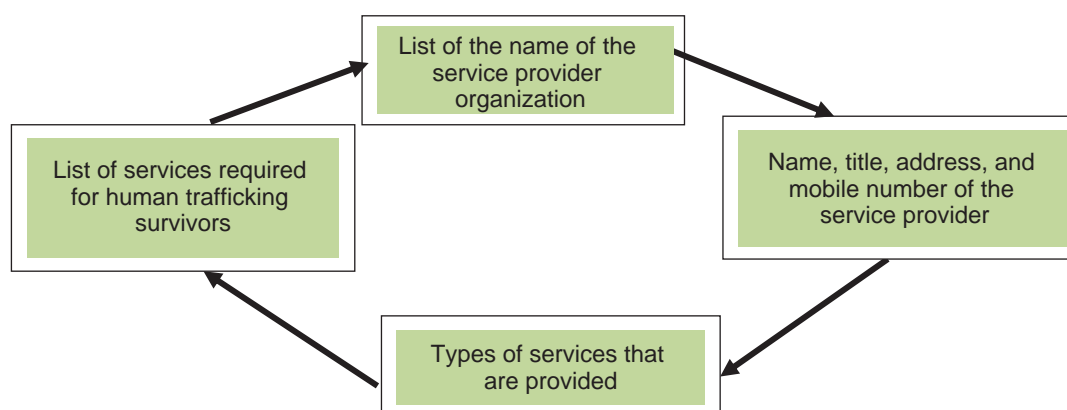 List of the name of the
service provider
organization
List of services required
for human trafficking
survivors
Name, title, address, and
mobile number of the
service provider
Types of services that
are provided